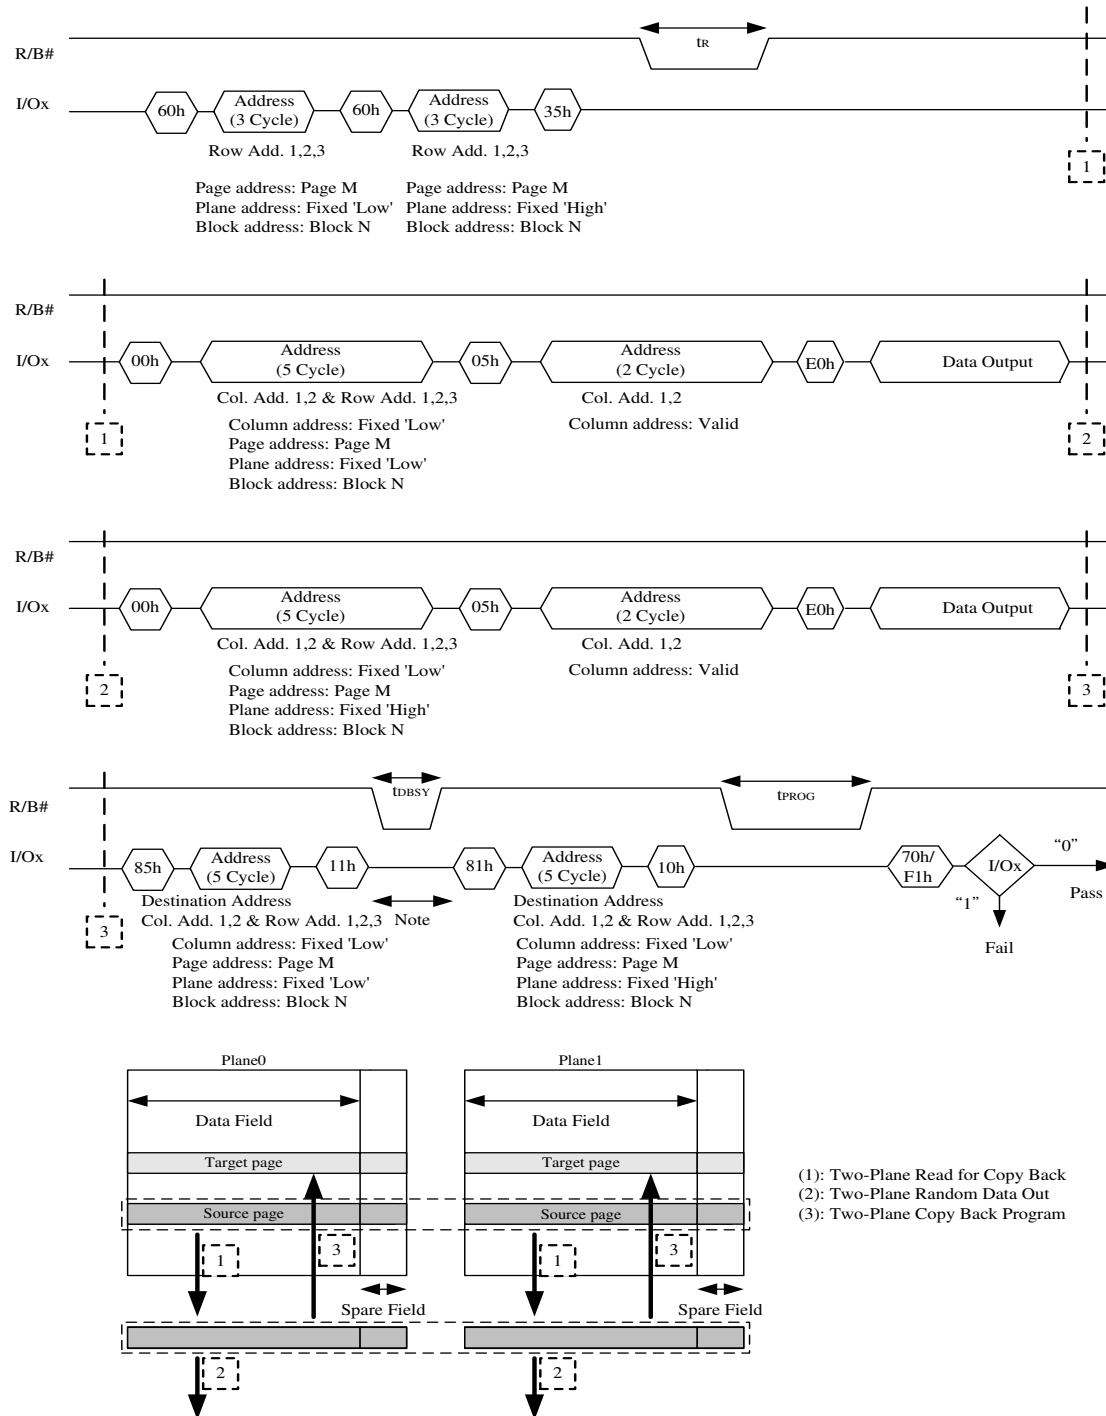 tR
R/B#
I/Ox
60h
Address
(3 Cycle)
60h
Address
(3 Cycle)
35h
Row Add. 1,2,3
Row Add. 1,2,3
1
Page address: Page M
Plane address: Fixed 'Low'
Block address: Block N
Page address: Page M
Plane address: Fixed 'High'
Block address: Block N
R/B#
I/Ox
00h
Address
(5 Cycle)
05h
Address
(2 Cycle)
E0h
Data Output
Col. Add. 1,2 & Row Add. 1,2,3
Col. Add. 1,2
1
Column address: Fixed 'Low'
Page address: Page M
Plane address: Fixed 'Low'
Block address: Block N
Column address: Valid
2
R/B#
I/Ox
00h
Address
(5 Cycle)
05h
Address
(2 Cycle)
E0h
Data Output
Col. Add. 1,2 & Row Add. 1,2,3
Col. Add. 1,2
2
Column address: Fixed 'Low'
Page address: Page M
Plane address: Fixed 'High'
Block address: Block N
Column address: Valid
3
tDBSY
tPROG
R/B#
I/Ox
85h
Address
(5 Cycle)
11h
81h
Address
(5 Cycle)
10h
70h/
F1h
I/Ox
“0”
Pass
“1”
Fail
Destination Address
Col. Add. 1,2 & Row Add. 1,2,3
Note
Destination Address
Col. Add. 1,2 & Row Add. 1,2,3
3
Column address: Fixed 'Low'
Page address: Page M
Plane address: Fixed 'Low'
Block address: Block N
Column address: Fixed 'Low'
Page address: Page M
Plane address: Fixed 'High'
Block address: Block N
Plane0
Plane1
Data Field
Data Field
Target page
Target page
Source page
Source page
1
3
1
3
Spare Field
Spare Field
2
2
(1): Two-Plane Read for Copy Back
(2): Two-Plane Random Data Out
(3): Two-Plane Copy Back Program